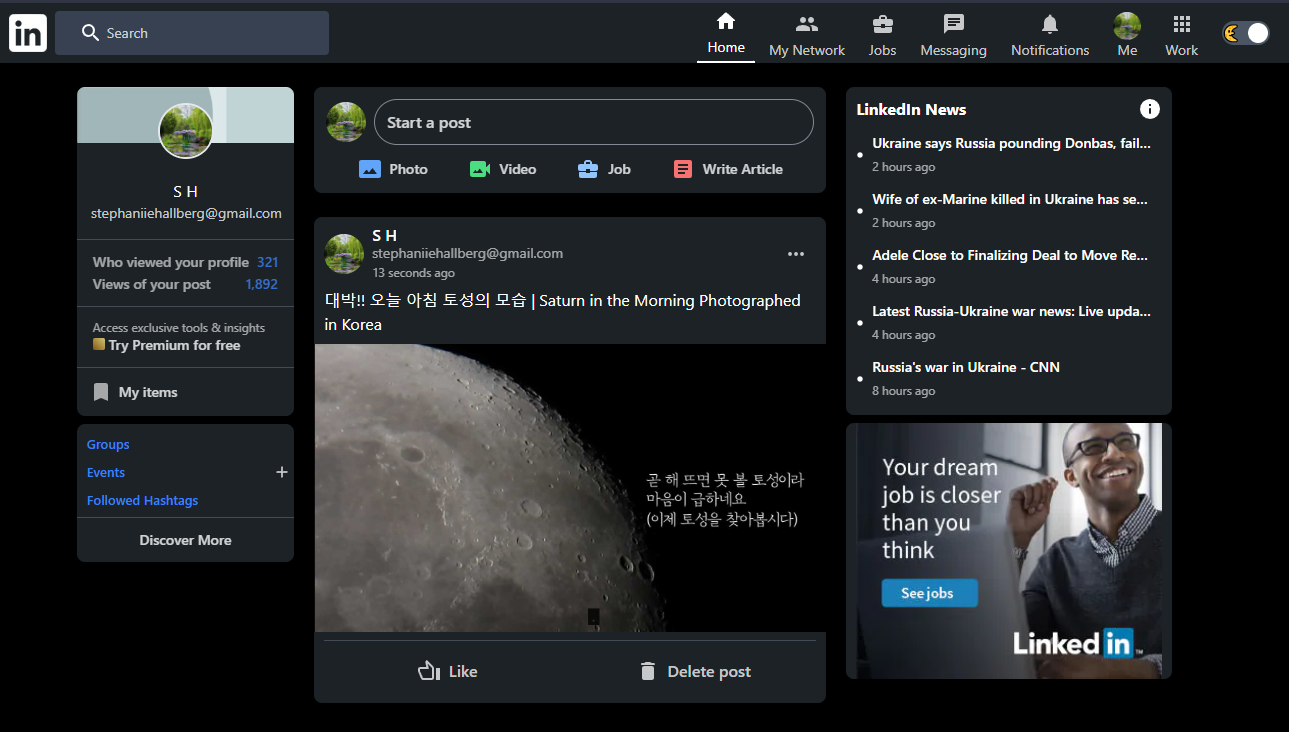 in
Search
Home
My Network
Jobs
Messaging
Notifications
Me
Work
S H
stephaniiehallberg@gmail.com
Who viewed your profile 321
Views of your post 1,892
Access exclusive tools & insights
Try Premium for free
My items
Groups
Events
Followed Hashtags
Discover More
Start a post
Photo
Video
Job
Write Article
S H
stephaniiehallberg@gmail.com
13 seconds ago
대박!! 오늘 아침 토성의 모습 | Saturn in the Morning Photographed
in Korea
곧 해 뜨면 못 볼 토성이라
마음이 급하네요
(이제 토성을 찾아봅시다)
Like
Delete post
LinkedIn News
Ukraine says Russia pounding Donbas, fail...
2 hours ago
Wife of ex-Marine killed in Ukraine has se...
2 hours ago
Adele Close to Finalizing Deal to Move Re...
4 hours ago
Latest Russia-Ukraine war news: Live upda...
4 hours ago
Russia's war in Ukraine - CNN
8 hours ago
Your dream
job is closer
than you
think
See jobs
Linked in